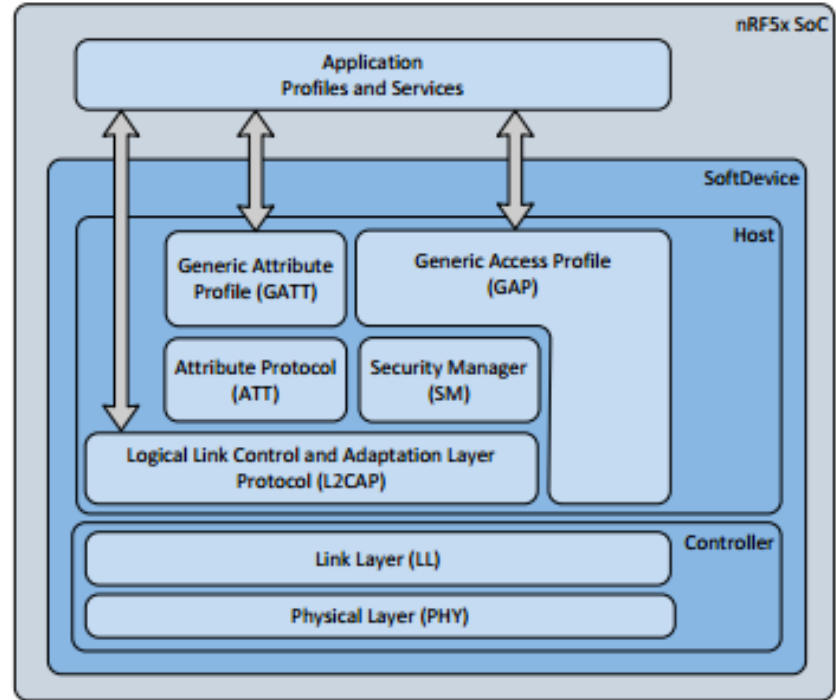 nRF5x SoC
Application
Profiles and Services
SoftDevice
Host
Generic Attribute
Profile (GATT)
Generic Access Profile
(GAP)
Attribute Protocol
(ATT)
Security Manager
(SM)
Logical Link Control and Adaptation Layer
Protocol (L2CAP)
Controller
Link Layer (LL)
Physical Layer (PHY)